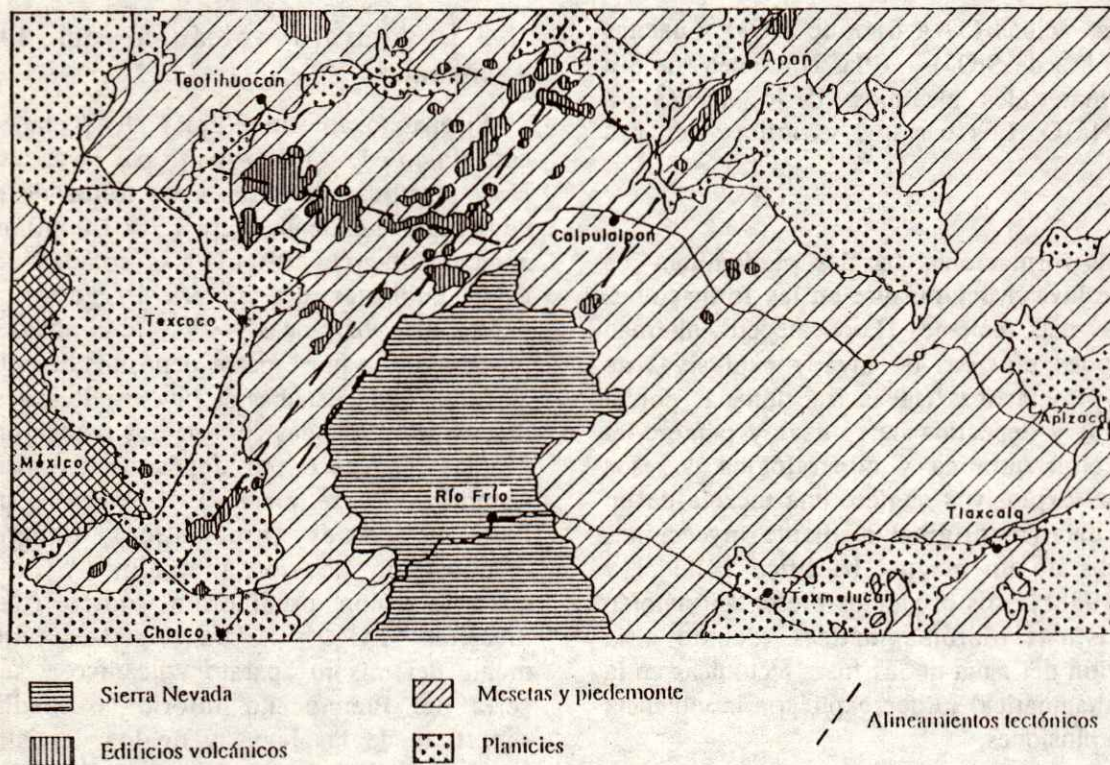 Teotihuacán
Apan
Calpulalpan
Texcoco
Apizaco
México
Río Frío
Tlaxcala
Texmelucan
Chalco
Sierra Nevada
Mesetas y piedemonte
Alineamientos tectónicos
Edificios volcánicos
Planicies